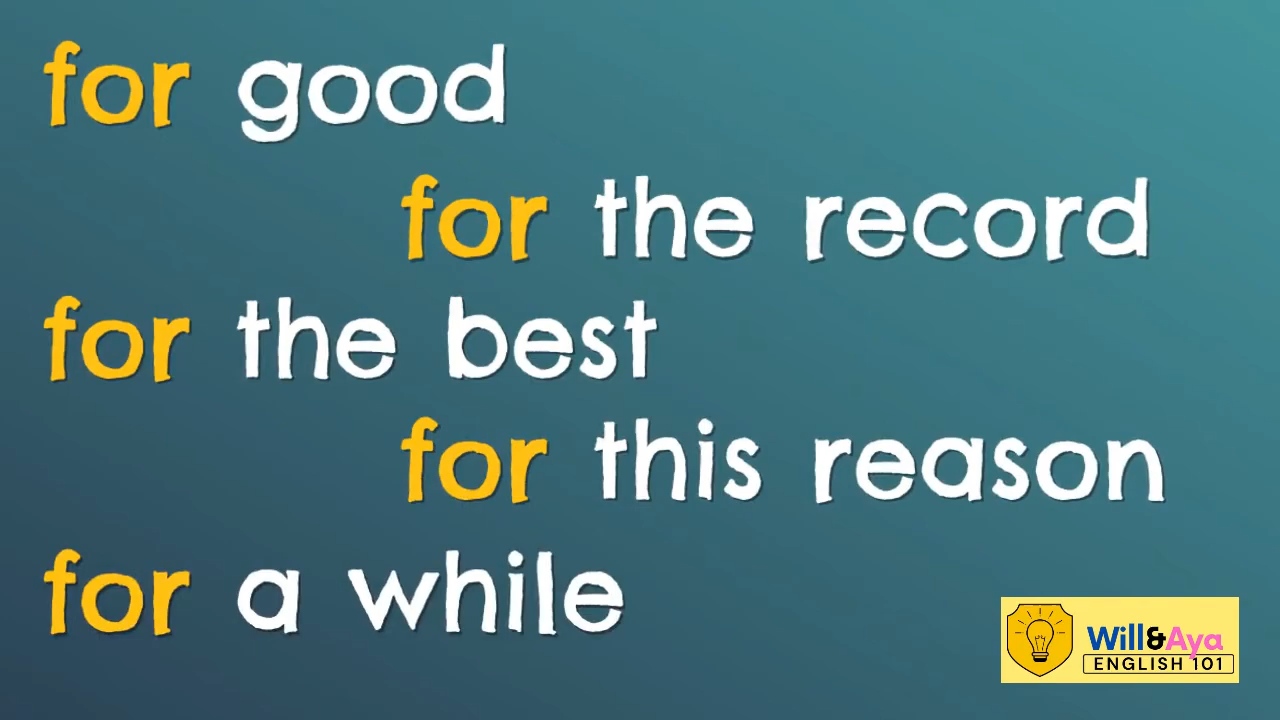 for good
for the record
for the best
for this reason
for a while
Will&Aya
ENGLISH 101